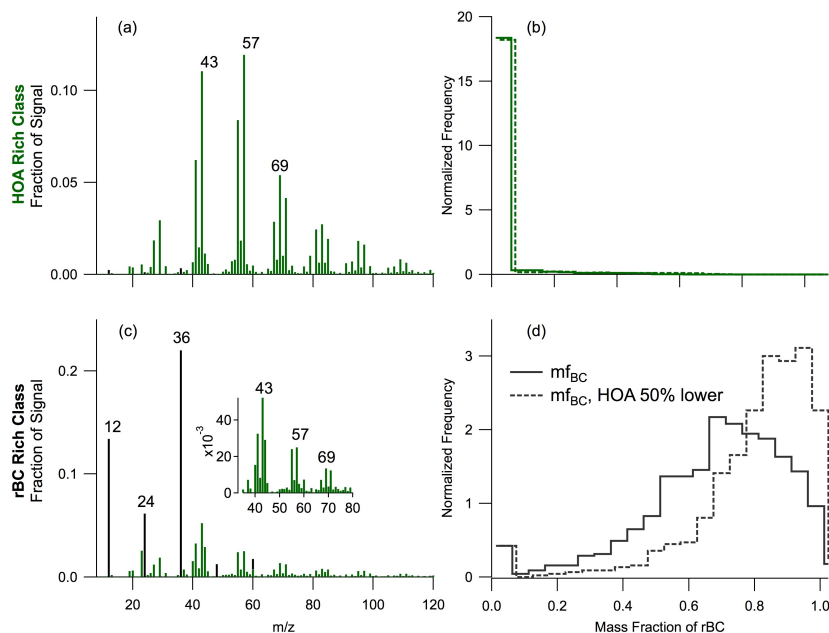 (a)
57
43
69
0.10
0.05
0.00
HOA Rich Class
Fraction of Signal
(b)
20
15
10
5
0
Normalized Frequency
(c)
36
12
24
0.2
0.1
0.0
rBC Rich Class
Fraction of Signal
43
57
69
40
20
0
x10-3
40 50 60 70 80
20 40 60 80 100 120
m/z
(d)
mfBC
mfBC, HOA 50% lower
3
2
1
0
Normalized Frequency
0.0 0.2 0.4 0.6 0.8 1.0
Mass Fraction of rBC